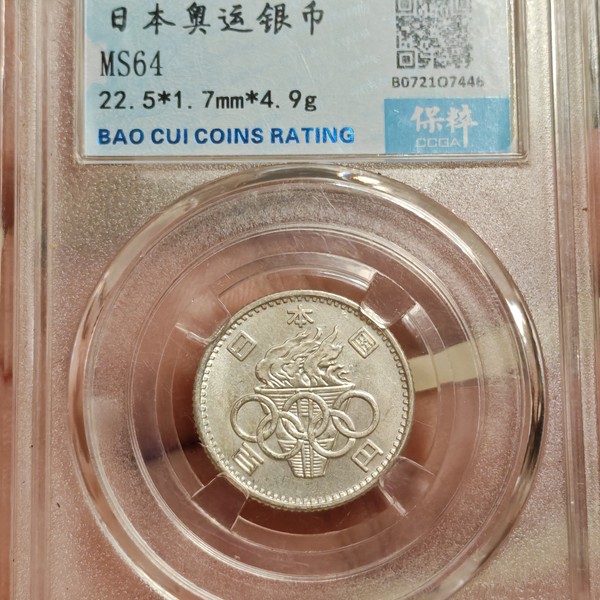 日本奥运银币
MS64
22.5*1.7mm*4.9g
BAO CUI COINS RATING
B072107446
保粹
CCGA
日本国
百円